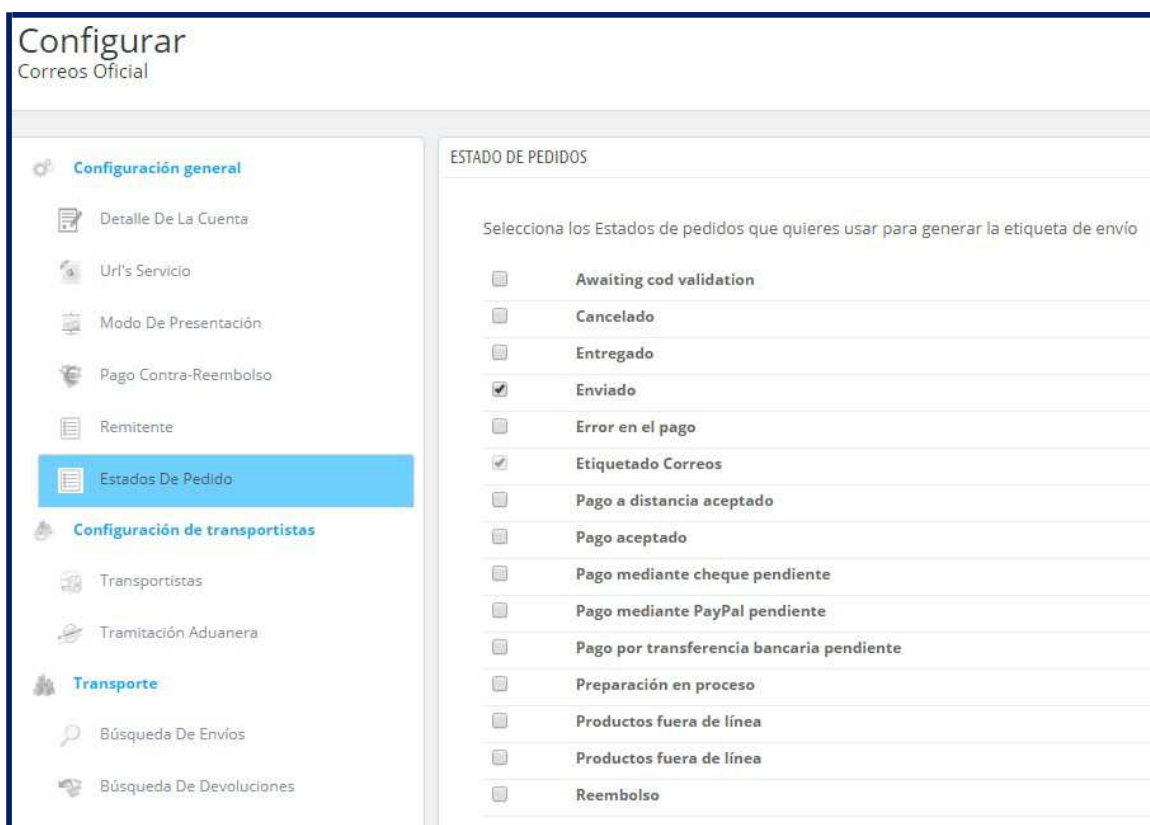 Configurar
Correos Oficial
Configuración general
Detalle De La Cuenta
Url's Servicio
Modo De Presentación
Pago Contra-Reembolso
Remitente
Estados De Pedido
Configuración de transportistas
Transportistas
Tramitación Aduanera
Transporte
Búsqueda De Envíos
Búsqueda De Devoluciones
ESTADO DE PEDIDOS
Selecciona los Estados de pedidos que quieres usar para generar la etiqueta de envío
Awaiting cod validation
Cancelado
Entregado
Enviado
Error en el pago
Etiquetado Correos
Pago a distancia aceptado
Pago aceptado
Pago mediante cheque pendiente
Pago mediante PayPal pendiente
Pago por transferencia bancaria pendiente
Preparación en proceso
Productos fuera de línea
Productos fuera de línea
Reembolso